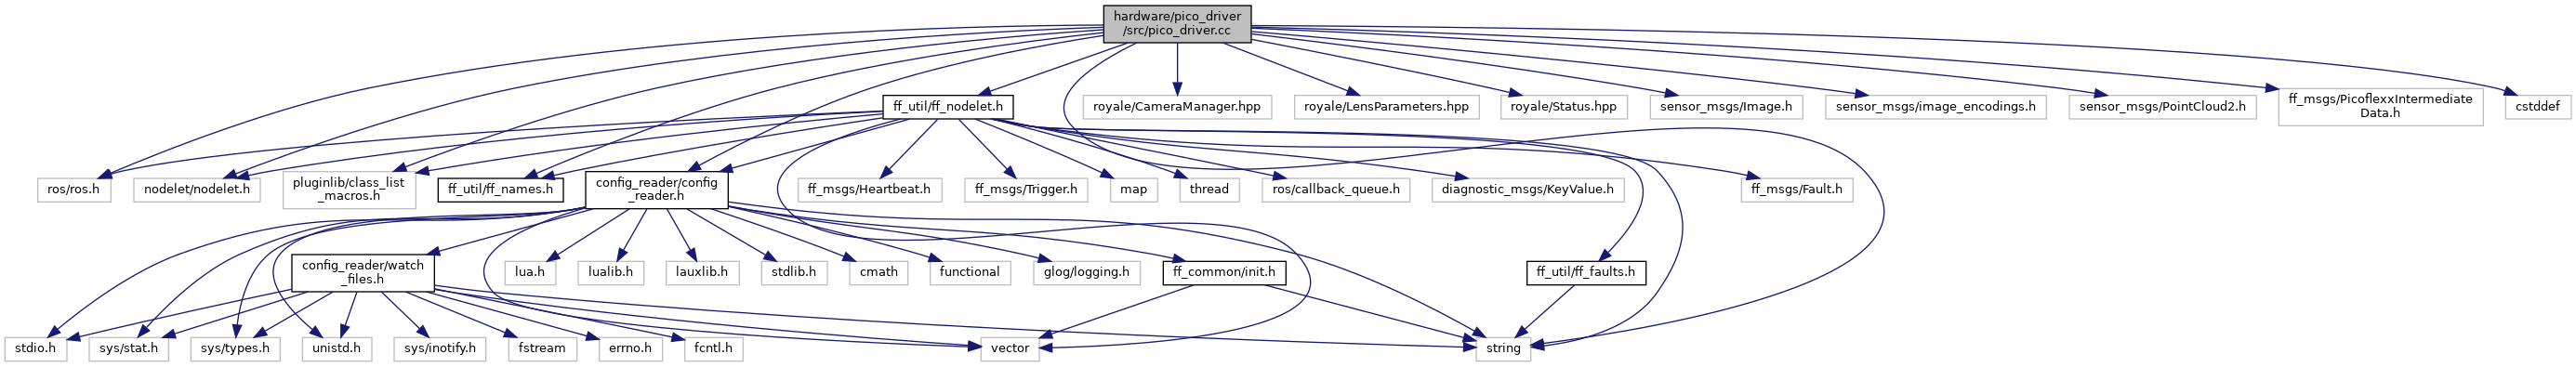 hardware/pico_driver
/src/pico_driver.cc
ff_util/ff_nodelet.h
royale/CameraManager.hpp
royale/LensParameters.hpp
royale/Status.hpp
sensor_msgs/Image.h
sensor_msgs/image_encodings.h
sensor_msgs/PointCloud2.h
ff_msgs/PicoflexxIntermediate
Data.h
cstddef
ros/ros.h
nodelet/nodelet.h
pluginlib/class_list
_macros.h
ff_util/ff_names.h
config_reader/config
_reader.h
ff_msgs/Heartbeat.h
ff_msgs/Trigger.h
map
thread
ros/callback_queue.h
diagnostic_msgs/KeyValue.h
ff_msgs/Fault.h
config_reader/watch
_files.h
lua.h
lualib.h
lauxlib.h
stdlib.h
cmath
functional
glog/logging.h
ff_common/init.h
ff_util/ff_faults.h
stdio.h
sys/stat.h
sys/types.h
unistd.h
sys/inotify.h
fstream
errno.h
fcntl.h
vector
string